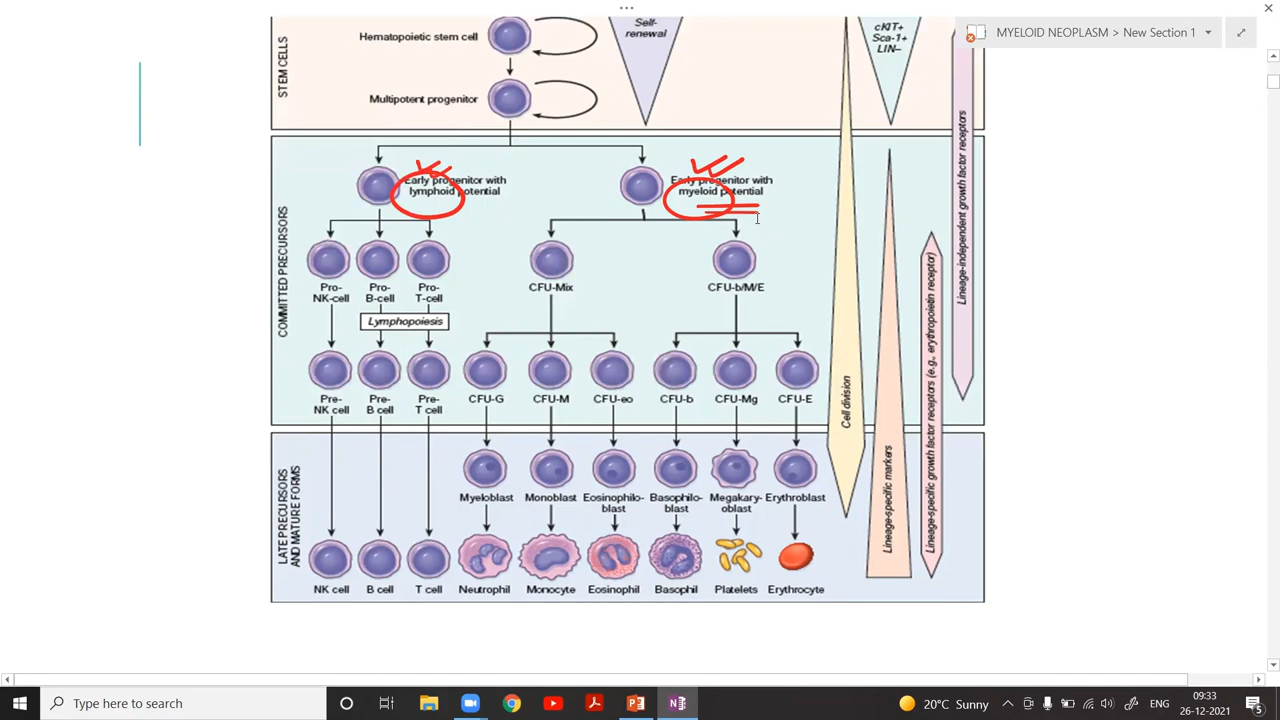 MYELOID NEOPLASM > New Section 1
STEM CELLS
Hematopoietic stem cell
Multipotent progenitor
Self-
renewal
cKIT+
Sca-1+
LIN–
COMMITTED PRECURSORS
Early progenitor with
lymphoid potential
Early progenitor with
myeloid potential
Pro-
NK-cell
Pro-
B-cell
Pro-
T-cell
CFU-Mix
CFU-b/M/E
Lymphopoiesis
Pre-
NK cell
Pre-
B cell
Pre-
T cell
CFU-G
CFU-M
CFU-eo
CFU-b
CFU-Mg
CFU-E
LATE PRECURSORS
AND MATURE FORMS
Myeloblast
Monoblast
Eosinophilo-
blast
Basophilo-
blast
Megakary-
oblast
Erythroblast
NK cell
B cell
T cell
Neutrophil
Monocyte
Eosinophil
Basophil
Platelets
Erythrocyte
Cell division
Lineage-specific markers
Lineage-specific growth factor receptors (e.g., erythropoietin receptor)
Lineage-independent growth factor receptors
Type here to search
20°C Sunny
ENG
09:33
26-12-2021
5